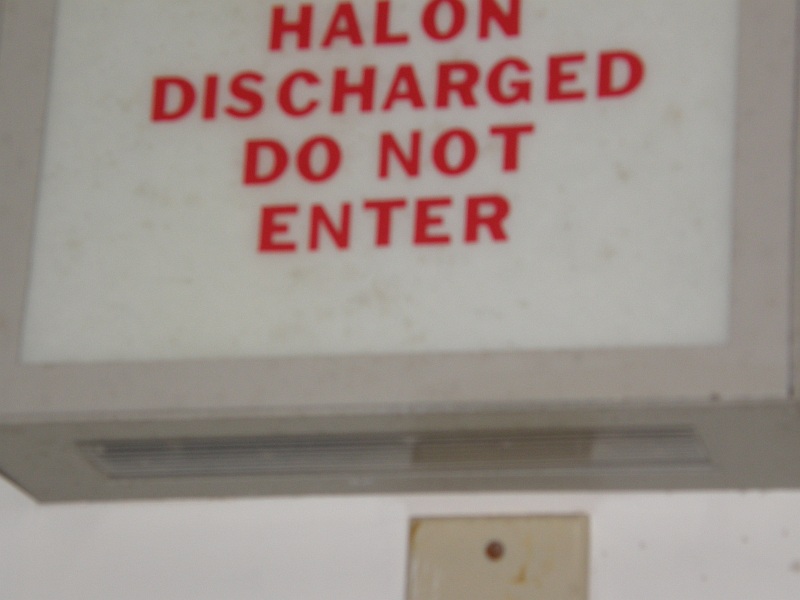 HALON
DISCHARGED
DO NOT
ENTER